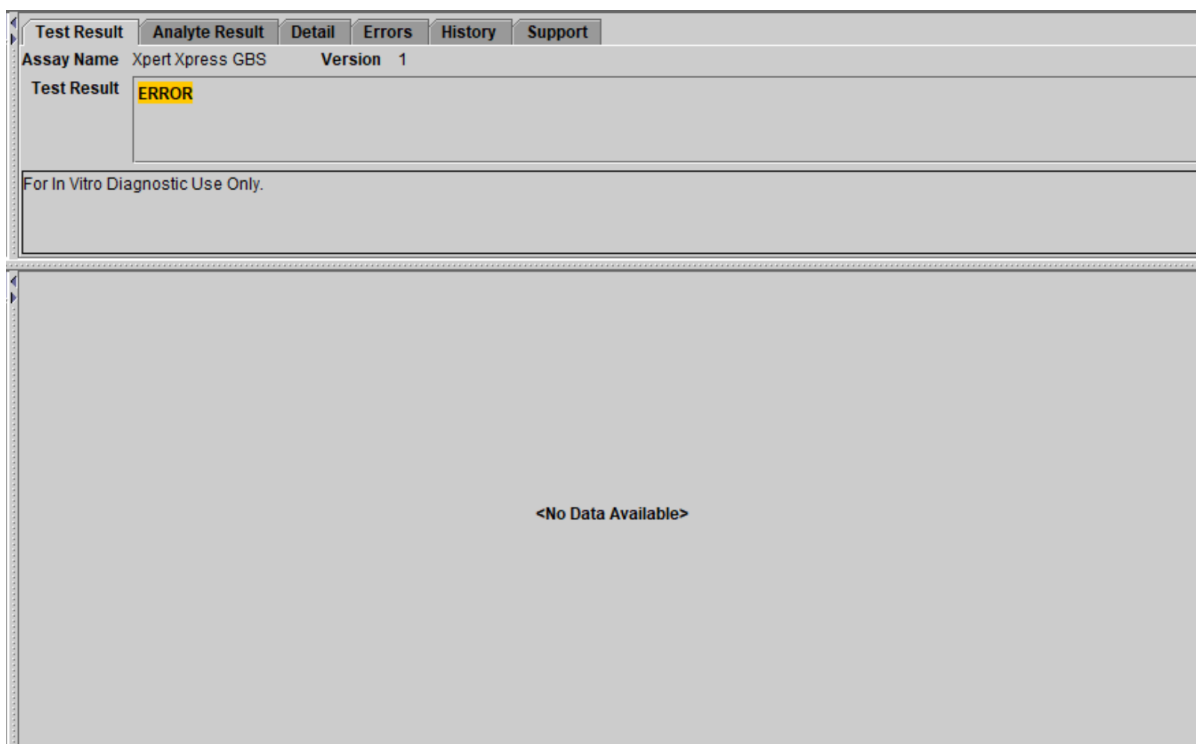 Test Result Analyte Result Detail Errors History Support
Assay Name Xpert Xpress GBS Version 1
Test Result ERROR
For In Vitro Diagnostic Use Only.
<No Data Available>